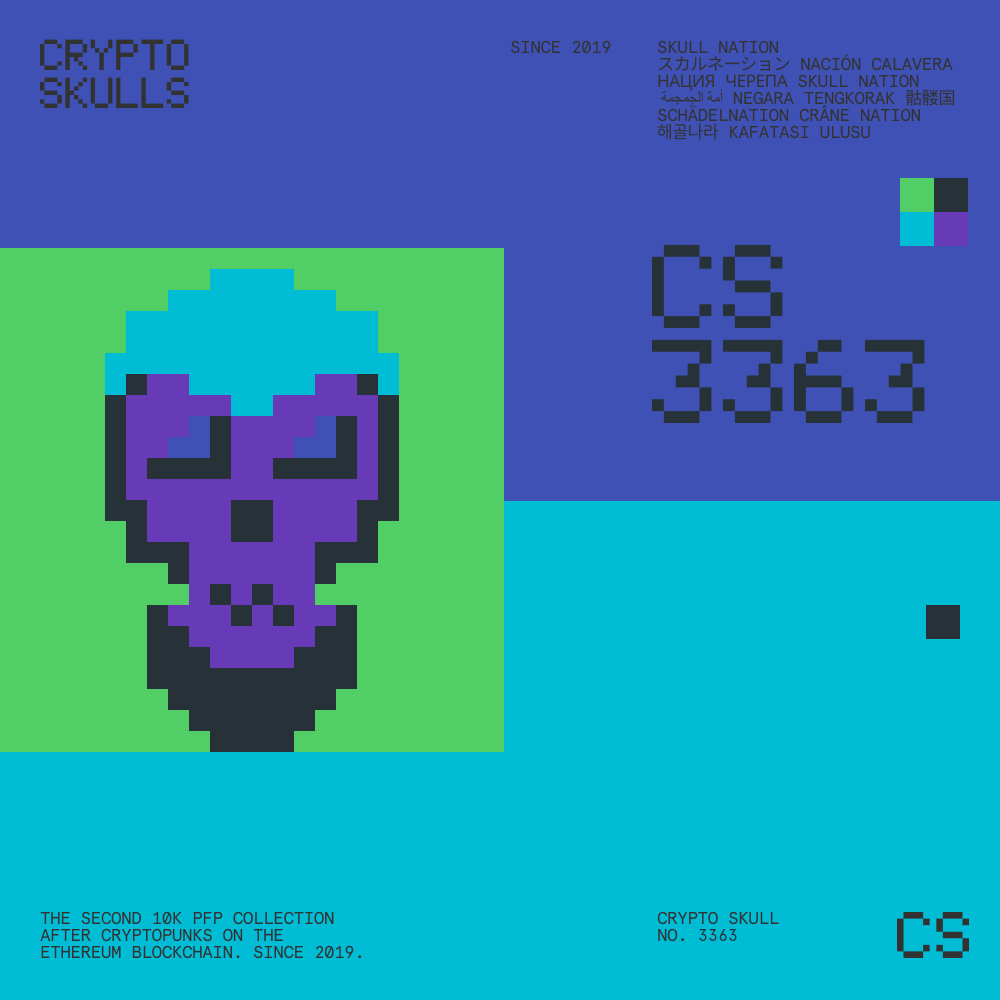 CRYPTO
SKULLS
SINCE 2019
SKULL NATION
スカルネーション NACIÓN CALAVERA
НАЦИЯ ЧЕРЕПА SKULL NATION
أمة الجمجمة NEGARA TENGKORAK 骷髅国
SCHÄDELNATION CRÂNE NATION
해골나라 KAFATASI ULUSU
CS
3363
THE SECOND 10K PFP COLLECTION
AFTER CRYPTOPUNKS ON THE
ETHEREUM BLOCKCHAIN. SINCE 2019.
CRYPTO SKULL
NO. 3363
CS